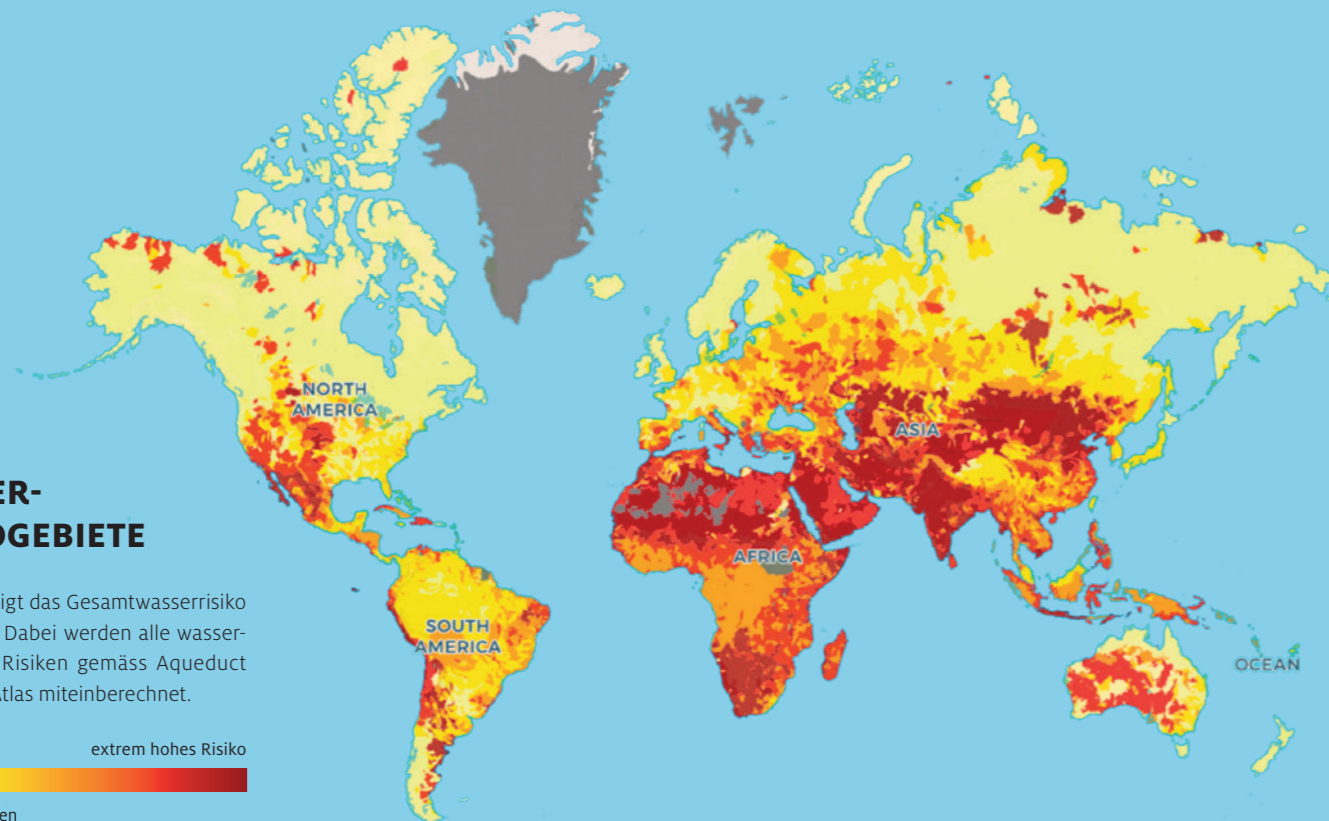 NORTH
AMERICA
ASIA
AFRICA
SOUTH
AMERICA
OCEAN
ER-
OGEBIETE
igt das Gesamtwasserrisiko
Dabei werden alle wasser-
Risiken gemäss Aqueduct
Atlas miteinberechnet.
extrem hohes Risiko
en